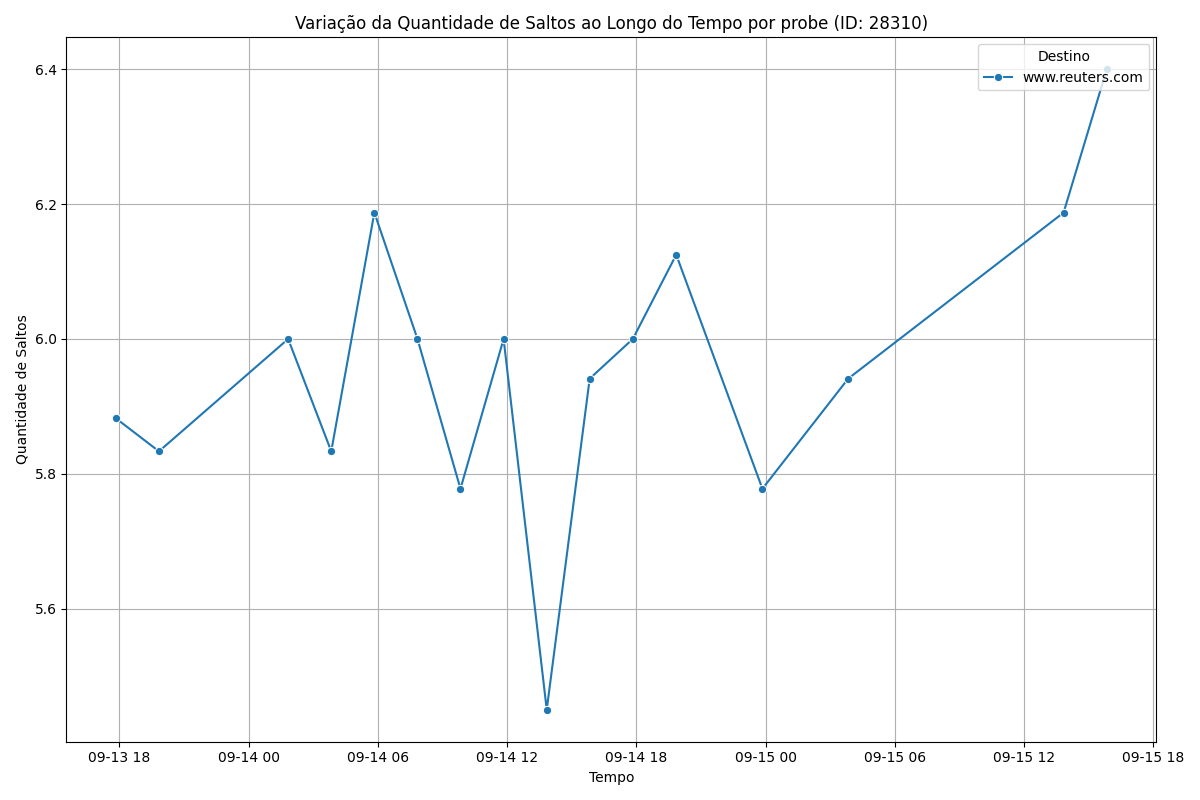 Variação da Quantidade de Saltos ao Longo do Tempo por probe (ID: 28310)
Destino
www.reuters.com
Quantidade de Saltos
6.4
6.2
6.0
5.8
5.6
09-13 18 09-14 00 09-14 06 09-14 12 09-14 18 09-15 00 09-15 06 09-15 12 09-15 18
Tempo